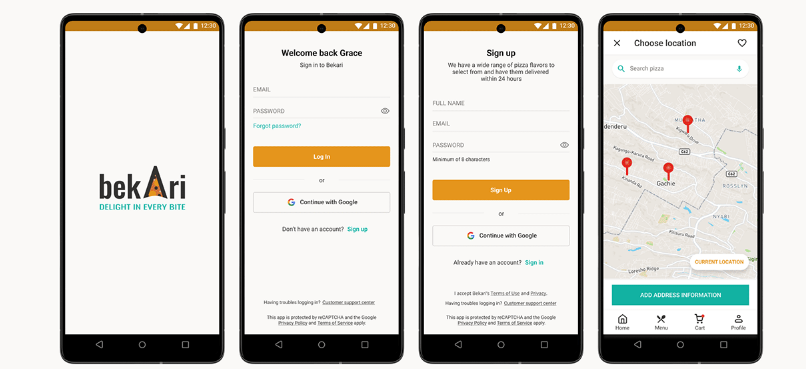 12:30
bekAri
DELIGHT IN EVERY BITE
12:30
Welcome back Grace
Sign in to Bekari
EMAIL
PASSWORD
Forgot password?
Log In
or
Continue with Google
Don't have an account? Sign up
Having troubles logging in? Customer support center
This app is protected by reCAPTCHA and the Google
Privacy Policy and Terms of Service apply.
12:30
Sign up
We have a wide range of pizza flavors to
select from and have them delivered
within 24 hours
FULL NAME
EMAIL
PASSWORD
Minimum of 8 characters
Sign Up
or
Continue with Google
Already have an account? Sign in
I accept Bekari's Terms of Use and Privacy.
Having troubles logging in? Customer support center
This app is protected by reCAPTCHA and the Google
Privacy Policy and Terms of Service apply.
12:30
Choose location
Search pizza
C62
Gachie
C62
ROSSLYN
NYARI
CURRENT LOCATION
ADD ADDRESS INFORMATION
Home
Menu
Cart
Profile